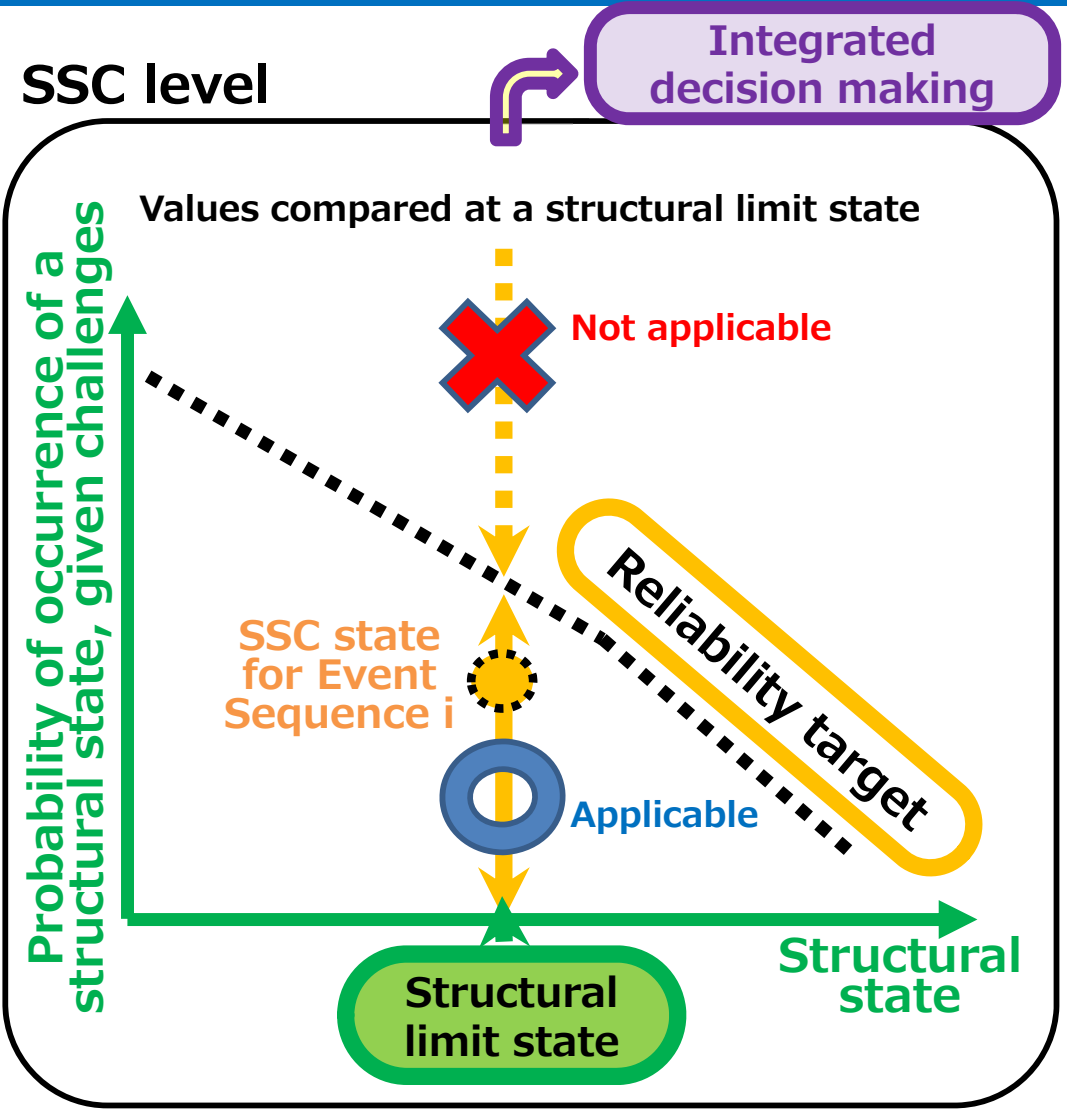 Integrated
decision making
SSC level
Values compared at a structural limit state
Probability of occurrence of a
structural state, given challenges
Not applicable
Reliability target
SSC state
for Event
Sequence i
Applicable
Structural
state
Structural
limit state